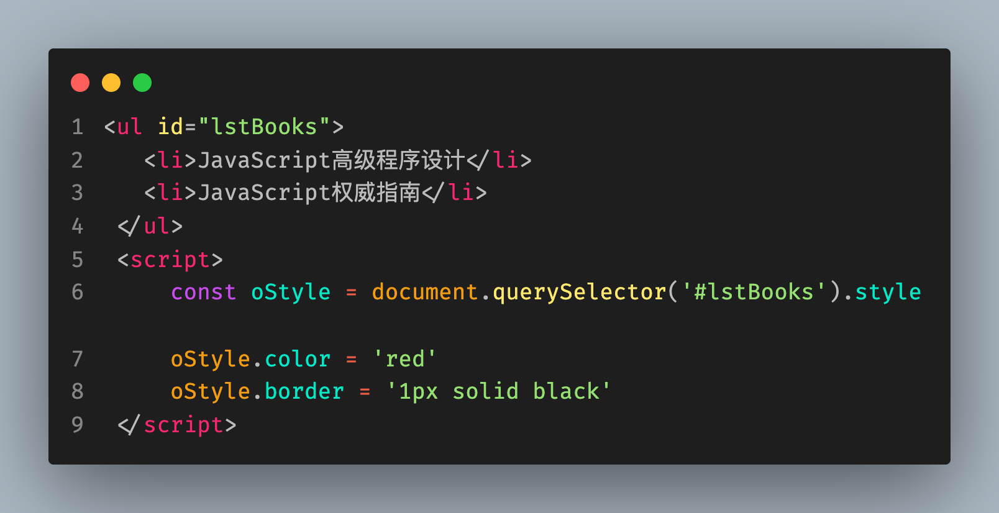 1 <ul id="lstBooks">
2 <li>JavaScript高级程序设计</li>
3 <li>JavaScript权威指南</li>
4 </ul>
5 <script>
6 const oStyle = document.querySelector('#lstBooks').style
7 oStyle.color = 'red'
8 oStyle.border = '1px solid black'
9 </script>